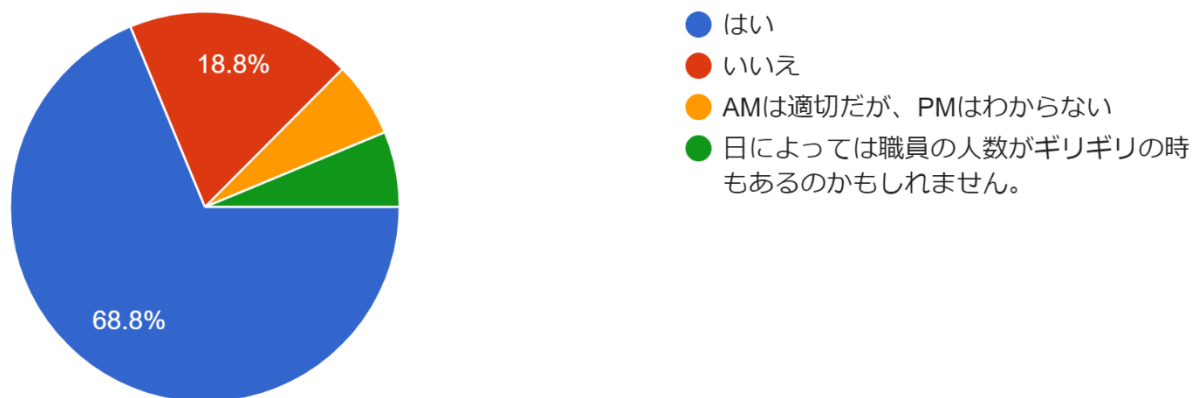 18.8%
68.8%
はい
いいえ
AMは適切だが、PMはわからない
日によっては職員の人数がギリギリの時
もあるのかもしれません。